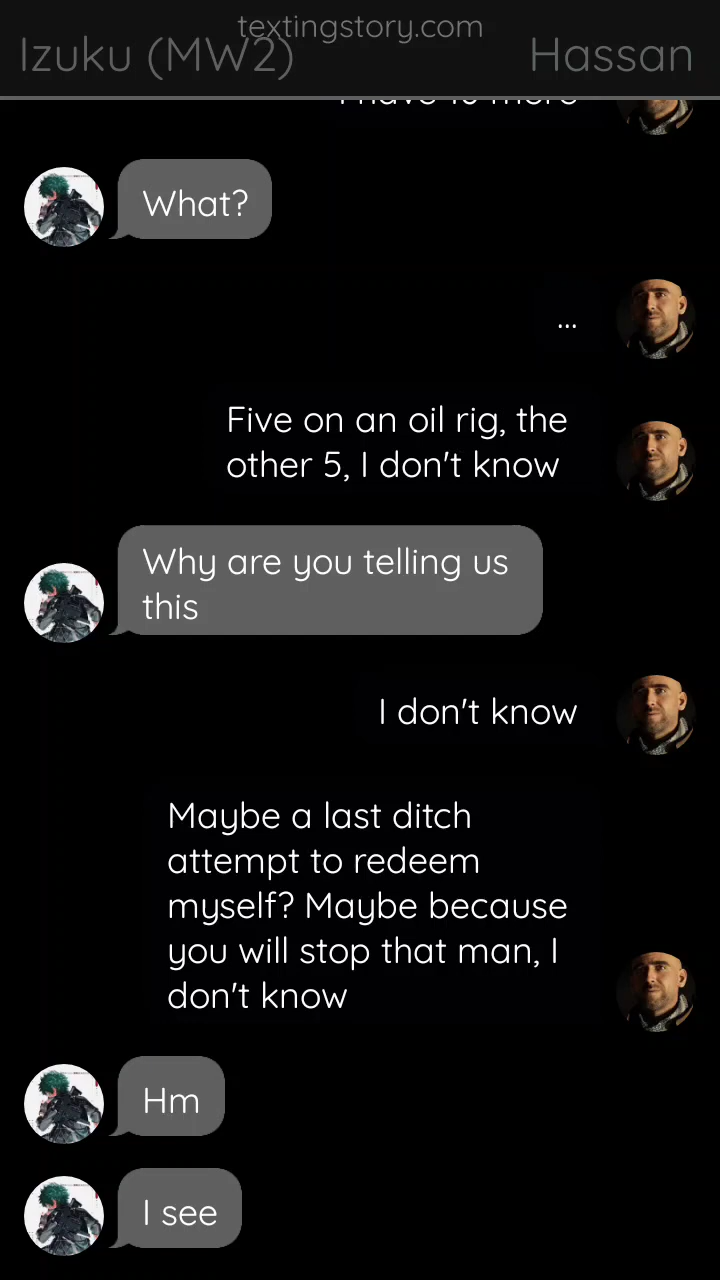 textingstory.com
Izuku (MW2)
Hassan
What?
...
Five on an oil rig, the
other 5, I don't know
Why are you telling us
this
I don't know
Maybe a last ditch
attempt to redeem
myself? Maybe because
you will stop that man, I
don't know
Hm
I see